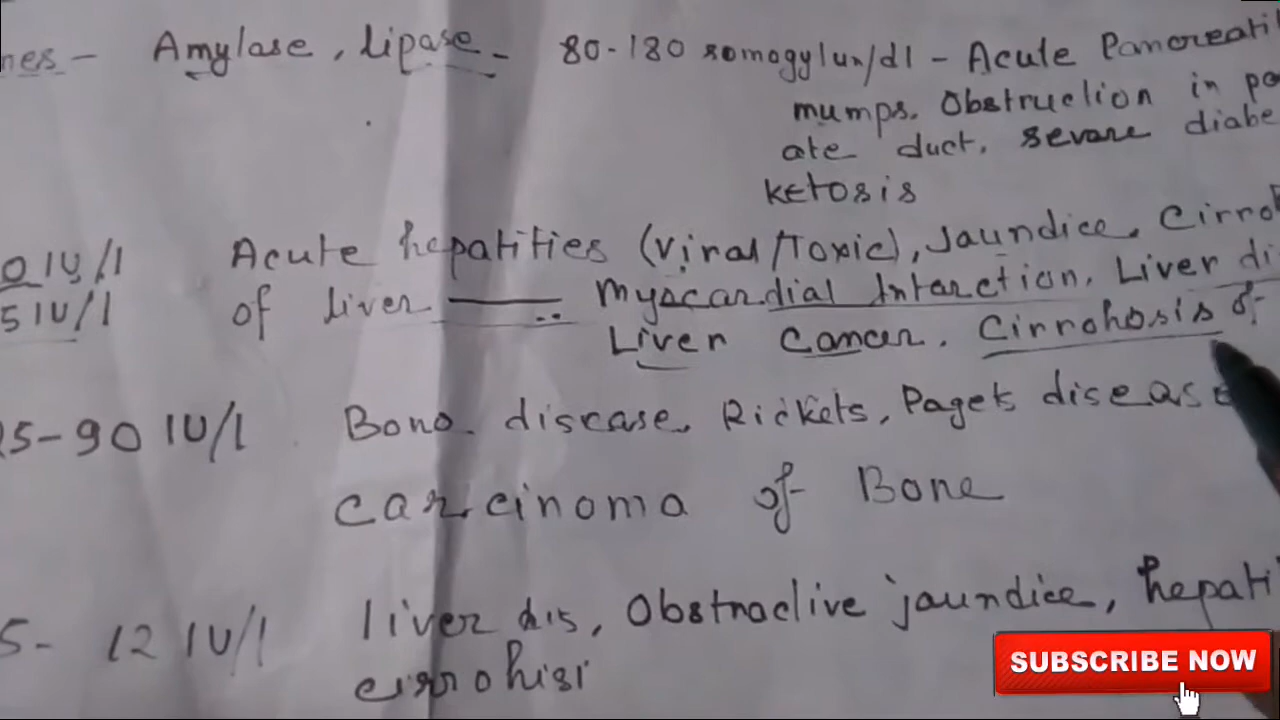 nes - Amylase, lipase - 80-180 somogylun/dl - Acute Pancreati
mumps. Obstruction in pa
ate duct. severe diabe
ketosis
0 IU/l Acute hepatities (Viral/Toxic), Jaundice, Cirro
5 IU/l of liver Myocardial Interction. Liver di
Liver Cancer. Cirrohosis of
25-90 IU/l Bone disease, Rickets, Pagets disease
carcinoma of Bone
5- 12 IU/l liver dis, Obstructive jaundice, hepati
cirrohisi
SUBSCRIBE NOW